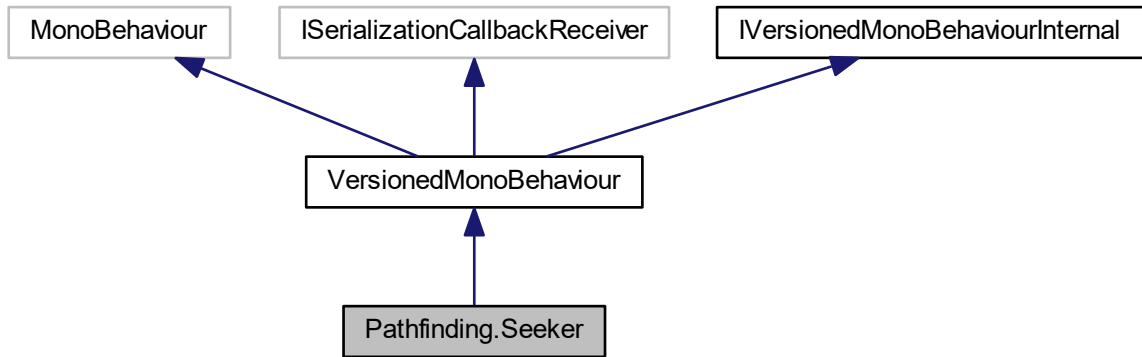 MonoBehaviour
ISerializationCallbackReceiver
IVersionedMonoBehaviourInternal
VersionedMonoBehaviour
Pathfinding.Seeker